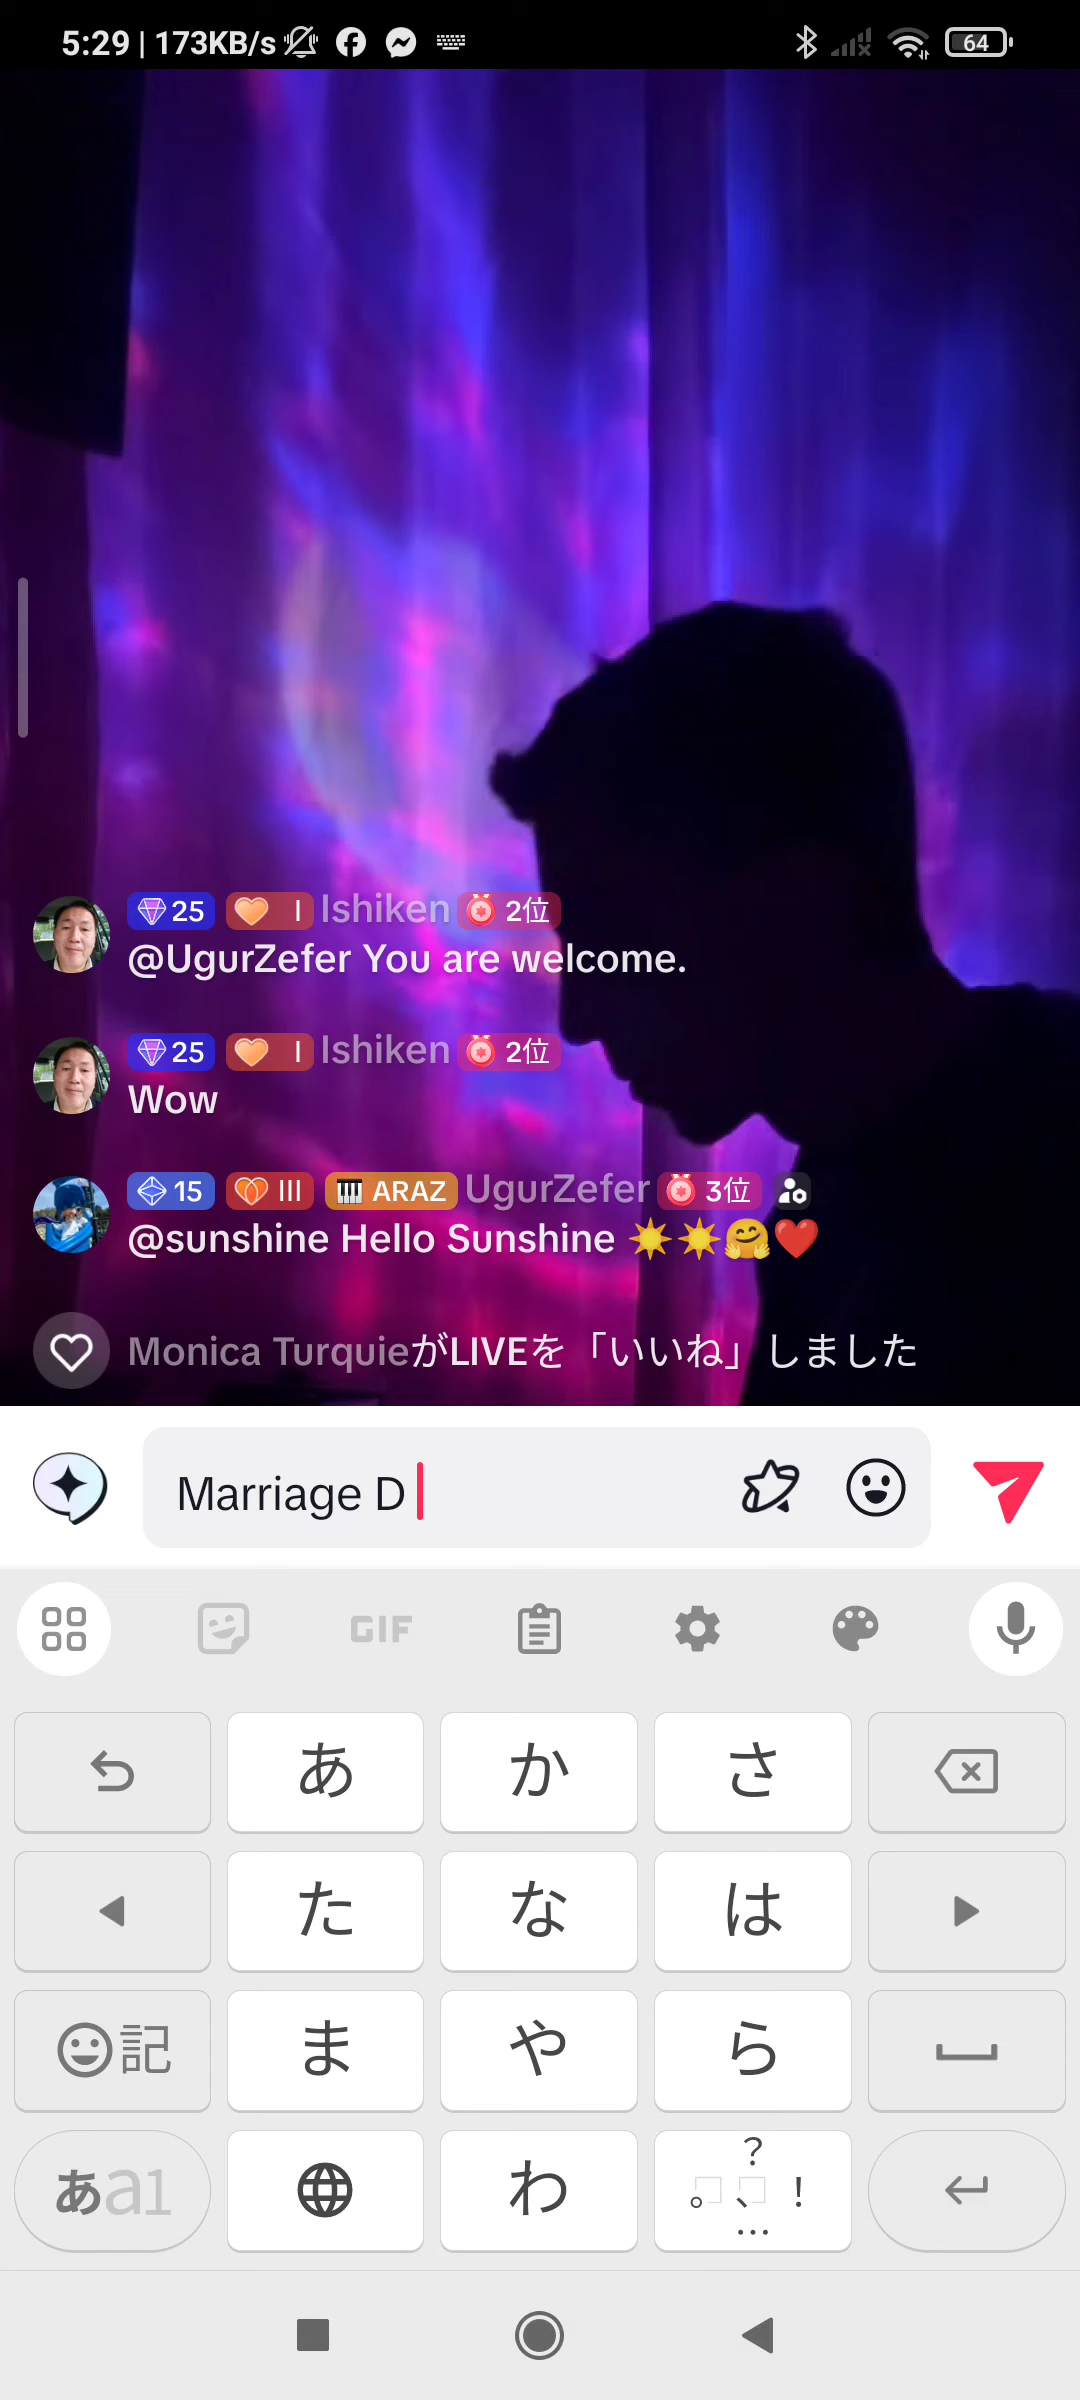 5:29 | 173KB/s
64
25 I Ishiken 2位
@UgurZefer You are welcome.
25 I Ishiken 2位
Wow
15 III ARAZ UgurZefer 3位
@sunshine Hello Sunshine ☀️☀️🤗❤️
Monica TurquieがLIVEを「いいね」しました
Marriage D
GIF
あ か さ
た な は
記 ま や ら
あa1 わ 。?、!…